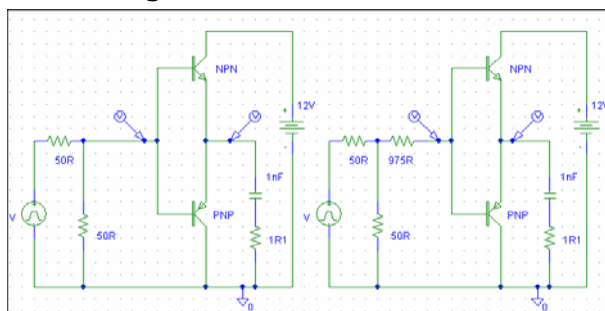 NPN
12V
+
-
V
V
50R
1nF
V
PNP
50R
1R1
0
NPN
12V
+
-
V
V
50R
975R
1nF
V
PNP
50R
1R1
0